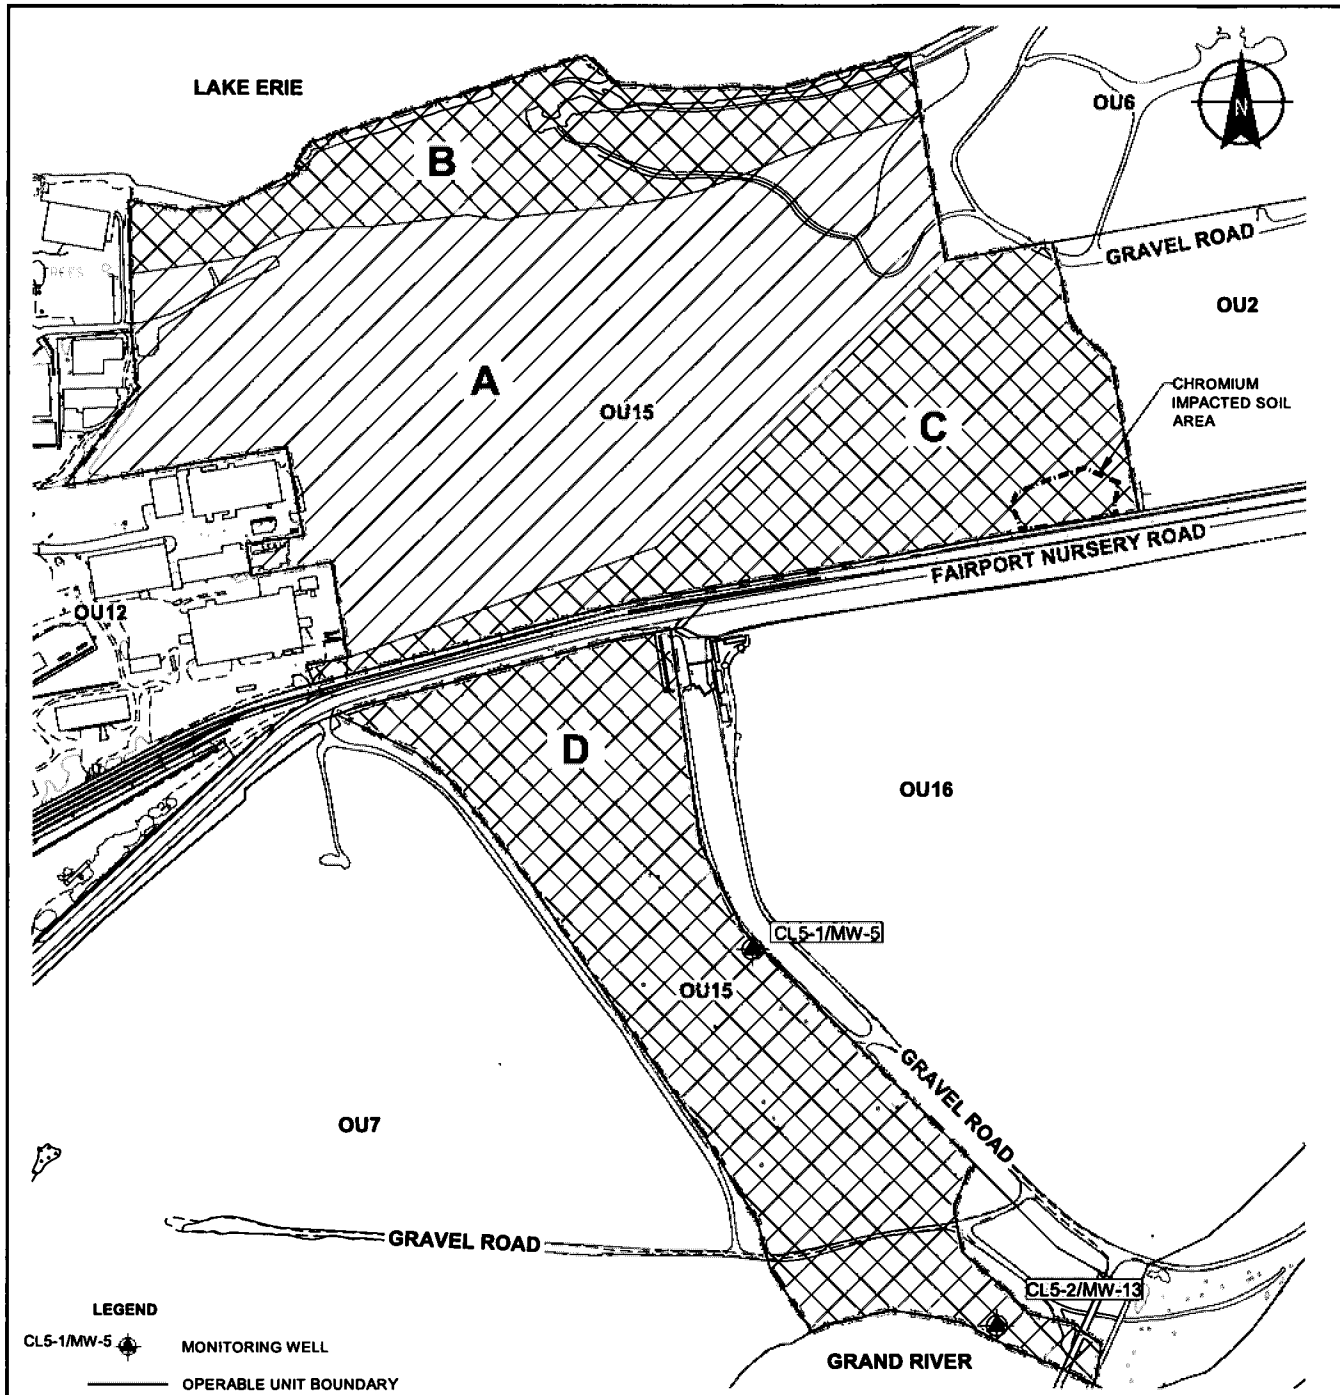 LAKE ERIE
OU6
N
B
GRAVEL ROAD
OU2
TREES
A
OU15
CHROMIUM
IMPACTED SOIL
AREA
C
FAIRPORT NURSERY ROAD
OU12
D
OU16
CL5-1/MW-5
OU15
GRAVEL ROAD
OU7
GRAVEL ROAD
CL5-2/MW-13
LEGEND
CL5-1/MW-5 MONITORING WELL
GRAND RIVER
OPERABLE UNIT BOUNDARY